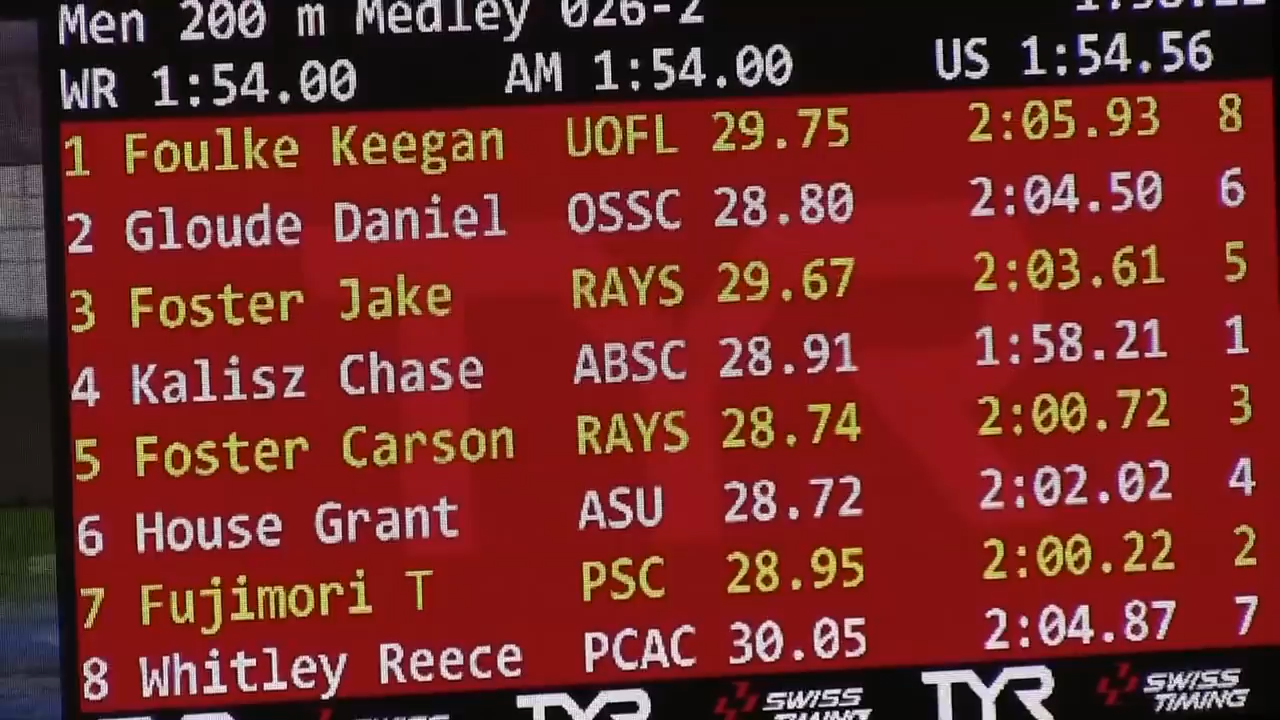 Men 200 m Medley 026-2
WR 1:54.00 AM 1:54.00 US 1:54.56
1 Foulke Keegan UOFL 29.75 2:05.93 8
2 Gloude Daniel OSSC 28.80 2:04.50 6
3 Foster Jake RAYS 29.67 2:03.61 5
4 Kalisz Chase ABSC 28.91 1:58.21 1
5 Foster Carson RAYS 28.74 2:00.72 3
6 House Grant ASU 28.72 2:02.02 4
7 Fujimori T PSC 28.95 2:00.22 2
8 Whitley Reece PCAC 30.05 2:04.87 7
TYR SWISS TIMING TYR SWISS TIMING